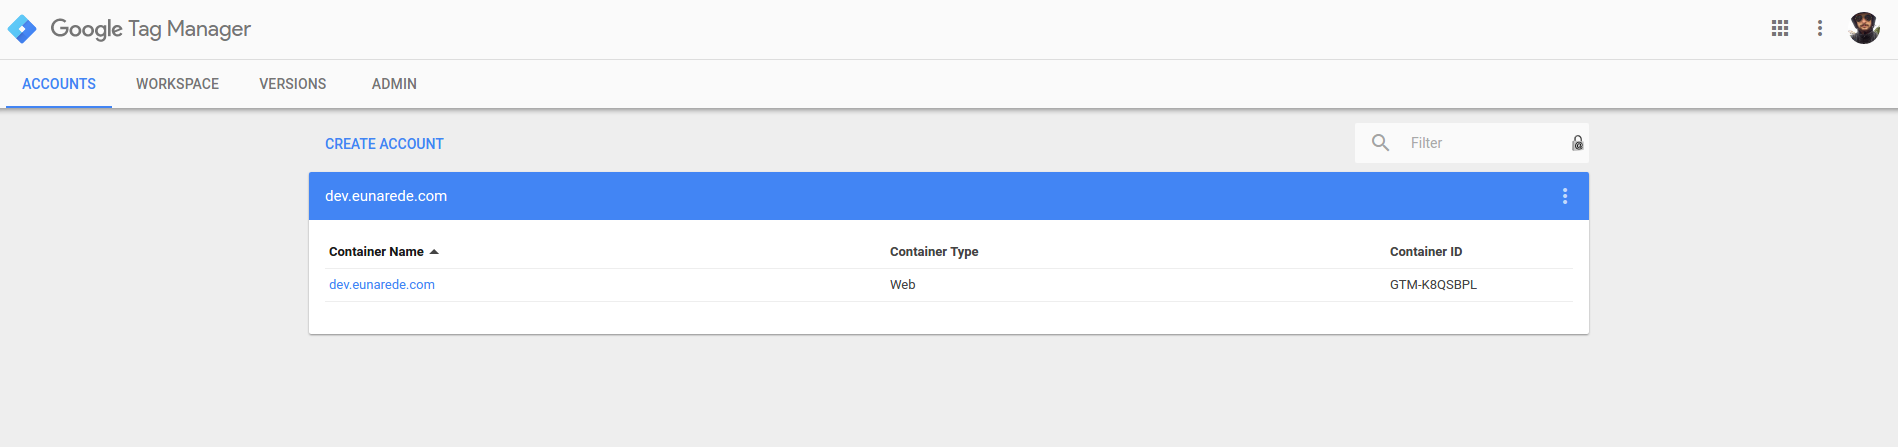 Google Tag Manager
ACCOUNTS WORKSPACE VERSIONS ADMIN
CREATE ACCOUNT
Filter
dev.eunarede.com
Container Name Container Type Container ID
dev.eunarede.com Web GTM-K8QSBPL